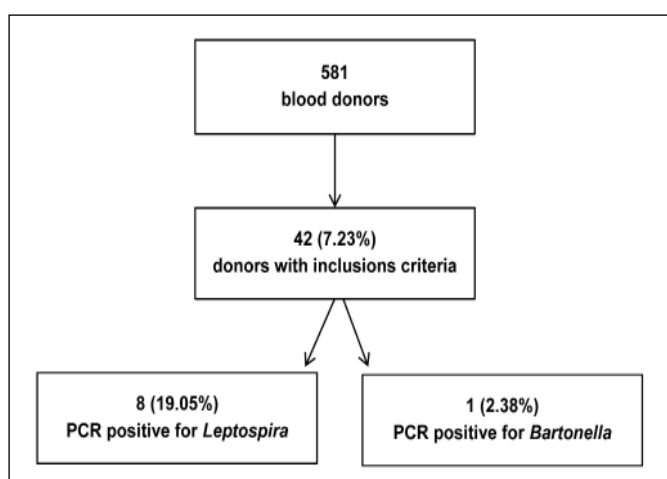 581
blood donors
42 (7.23%)
donors with inclusions criteria
8 (19.05%)
PCR positive for Leptospira
1 (2.38%)
PCR positive for Bartonella